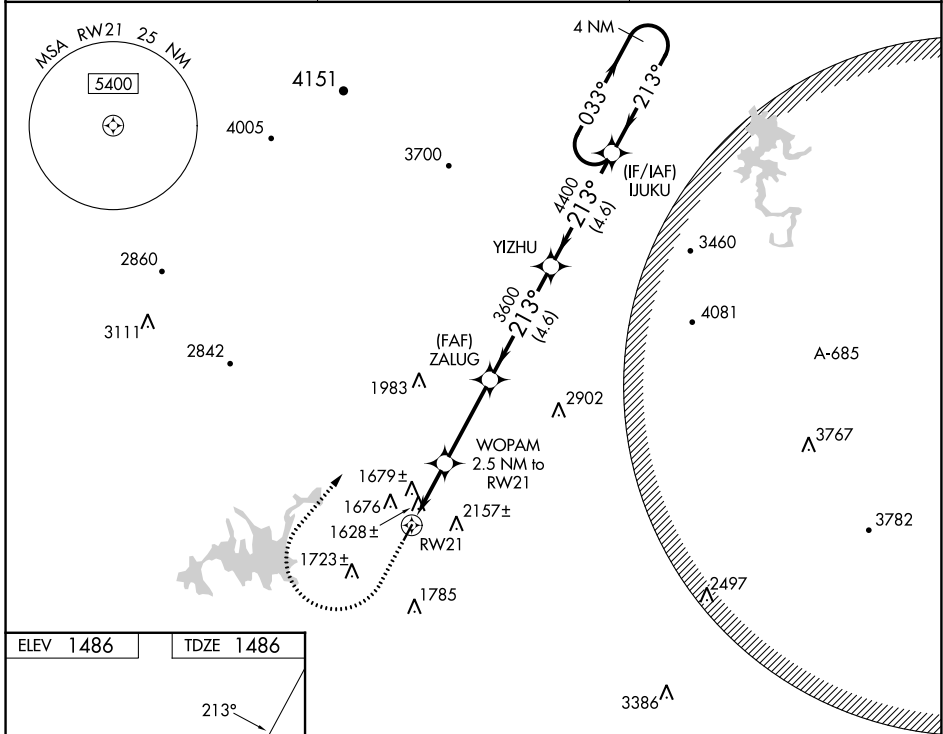 MSA RW21 25 NM
5400
4151
4005
3700
4 NM
033°
213°
(IF/IAF)
IJUKU
4400
213°
(4.6)
YIZHU
3460
2860
3111
4081
3600
213°
(4.6)
2842
(FAF)
ZALUG
A-685
1983
2902
3767
WOPAM
2.5 NM to
RW21
1679±
1676
1628±
2157±
3782
RW21
1723±
1785
2497
ELEV 1486
TDZE 1486
213°
3386